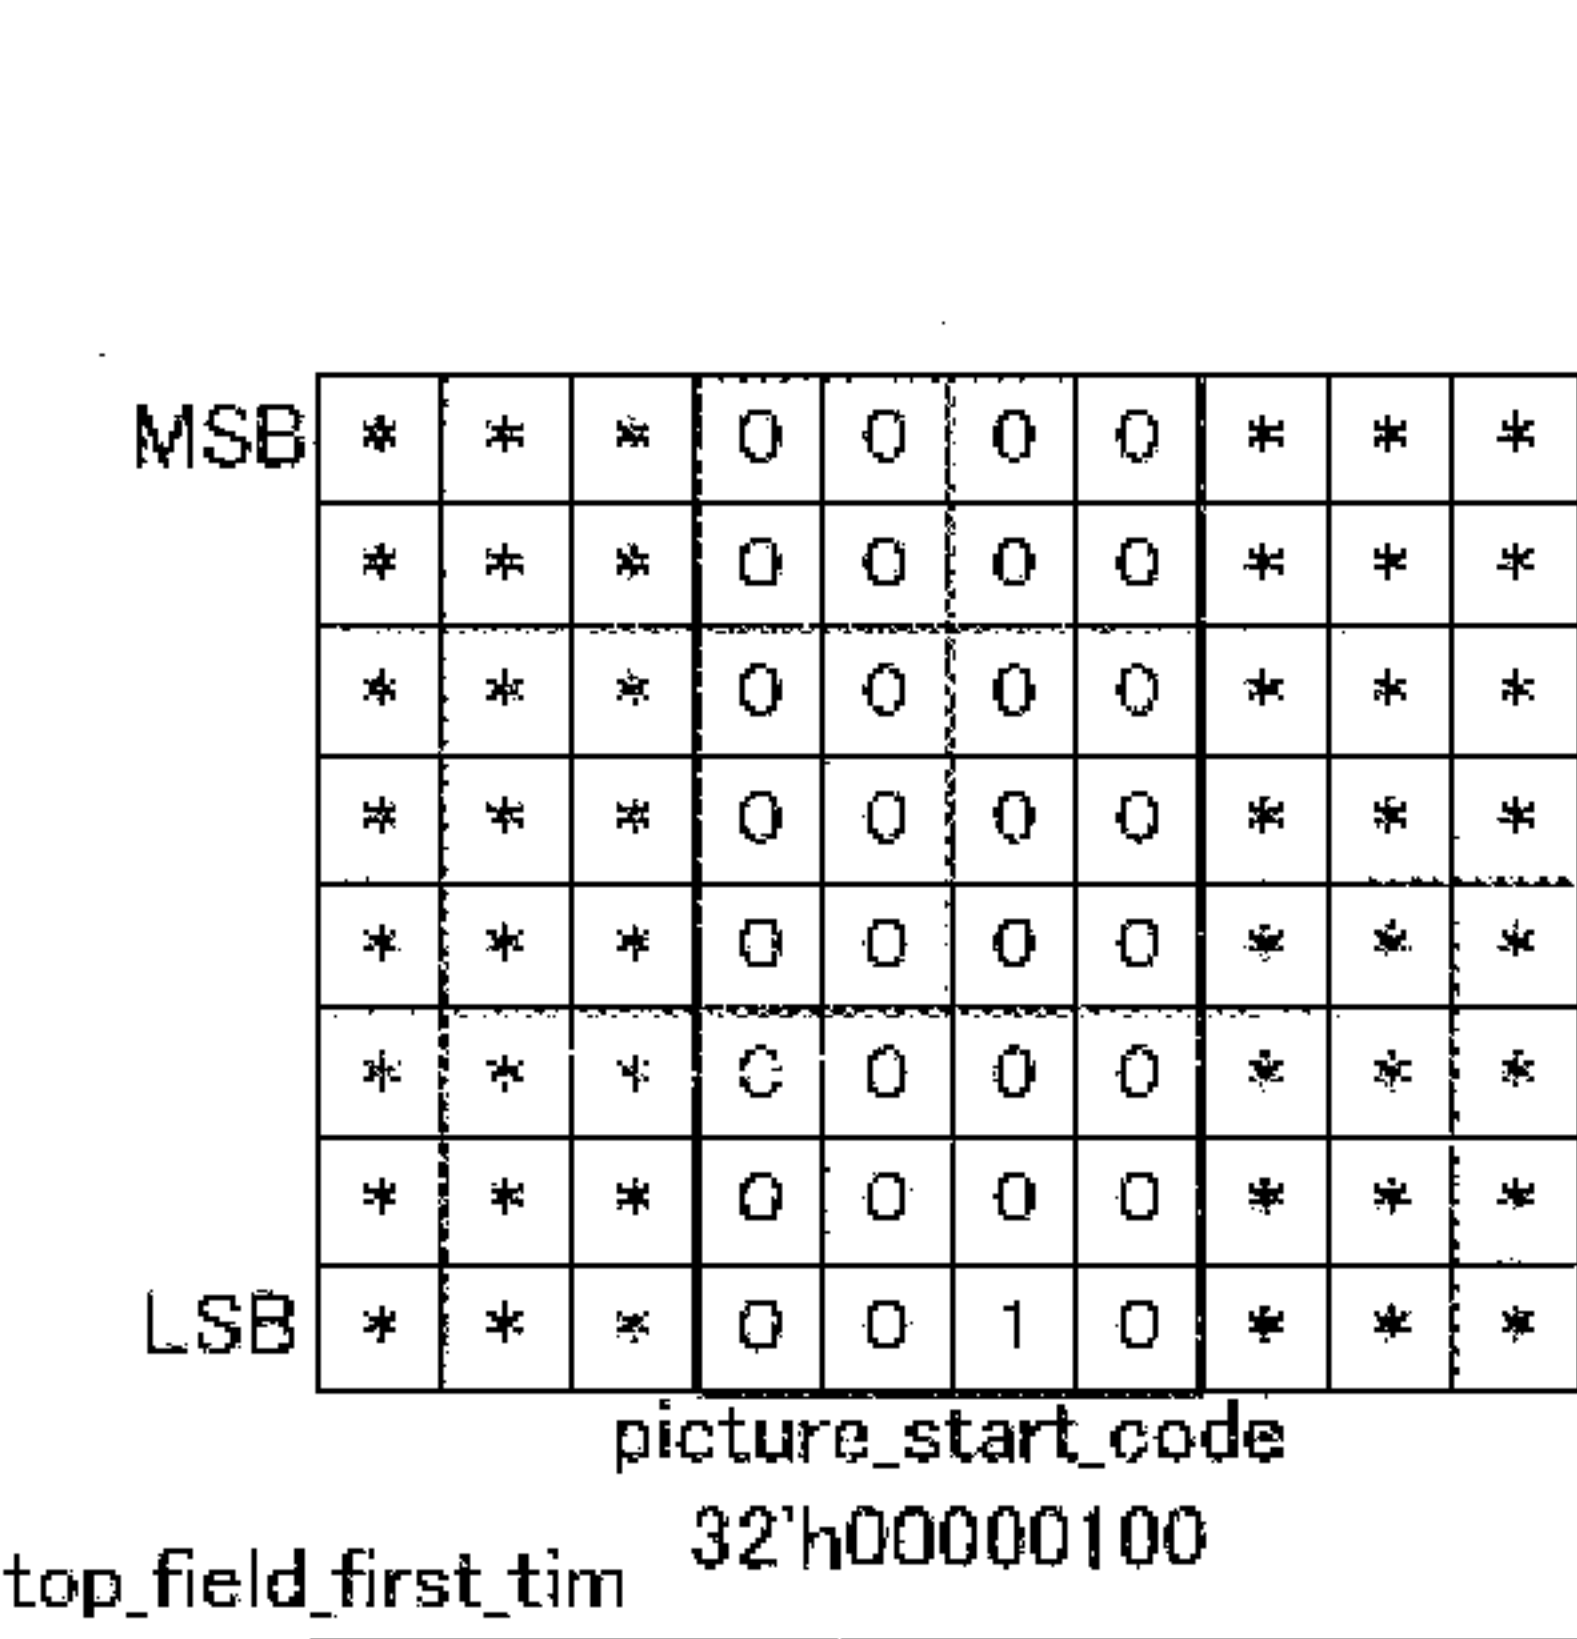 MSB * * * 0 0 0 0 * * *
* * * 0 0 0 0 * * *
* * * 0 0 0 0 * * *
* * * 0 0 0 0 * * *
* * * 0 0 0 0 * * *
* * * 0 0 0 0 * * *
* * * 0 0 0 0 * * *
LSB * * * 0 0 1 0 * * *
picture_start_code
32'h00000100
top_field_first_tim